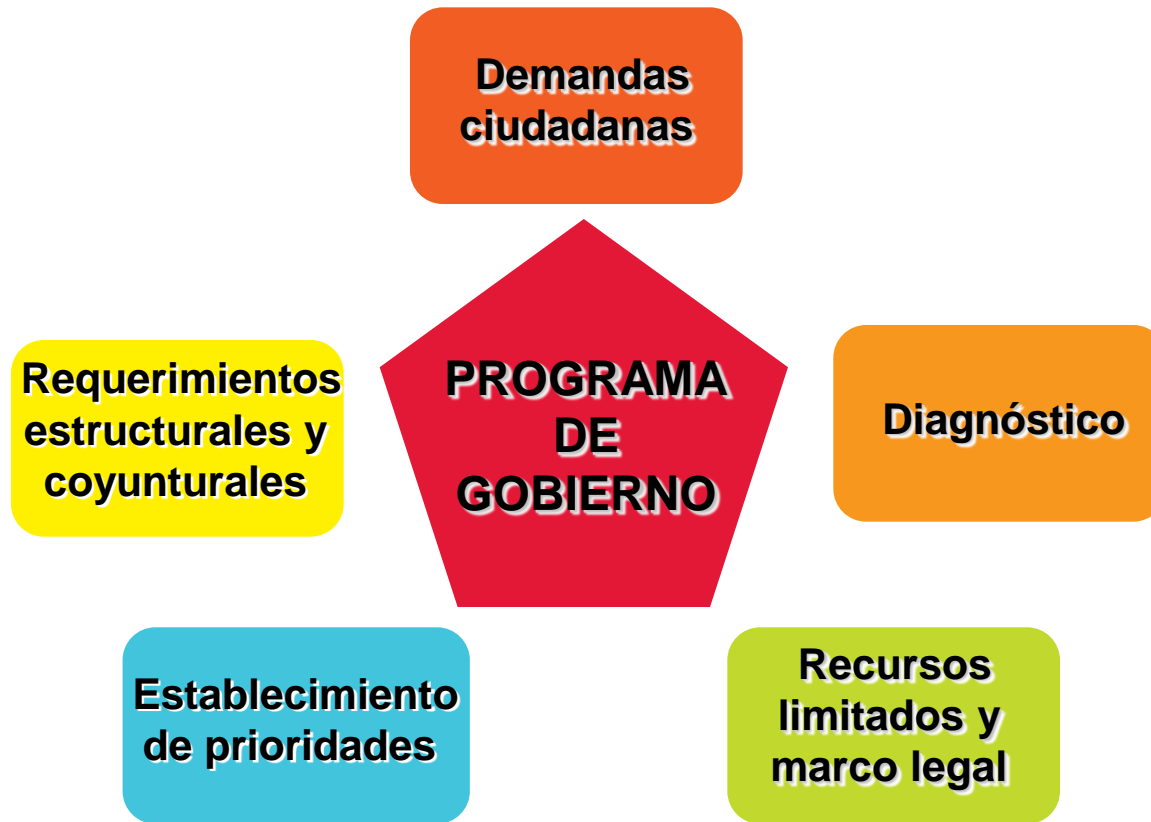 Demandas
ciudadanas
Requerimientos
estructurales y
coyunturales
PROGRAMA
DE
GOBIERNO
Diagnóstico
Establecimiento
de prioridades
Recursos
limitados y
marco legal